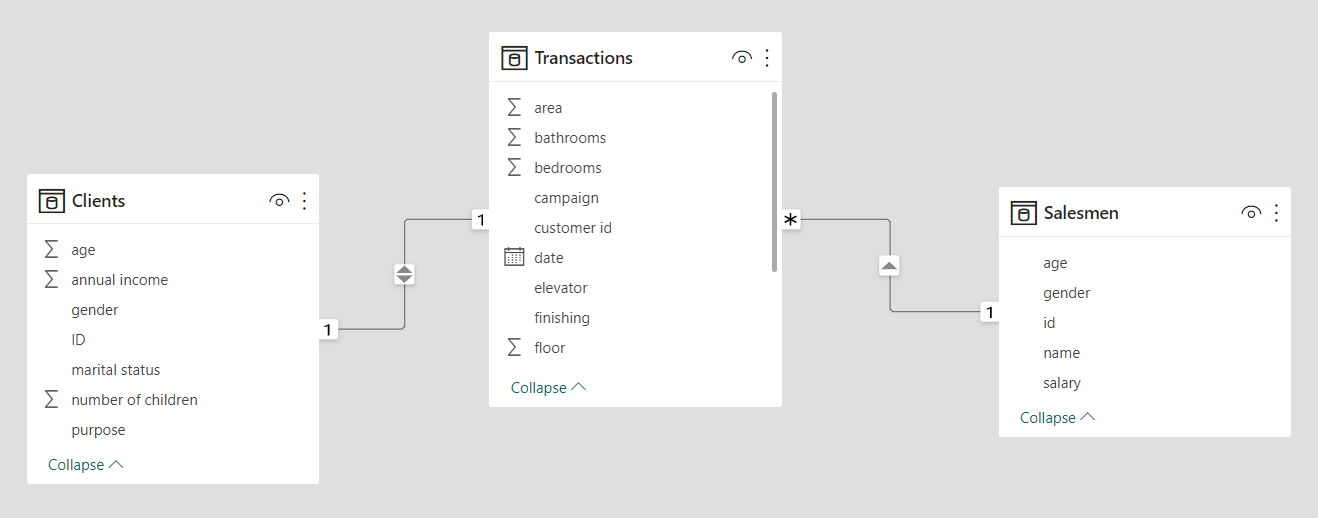 Clients
age
annual income
gender
ID
marital status
number of children
purpose
Collapse
1
1
Transactions
area
bathrooms
bedrooms
campaign
customer id
date
elevator
finishing
floor
Collapse
*
1
Salesmen
age
gender
id
name
salary
Collapse